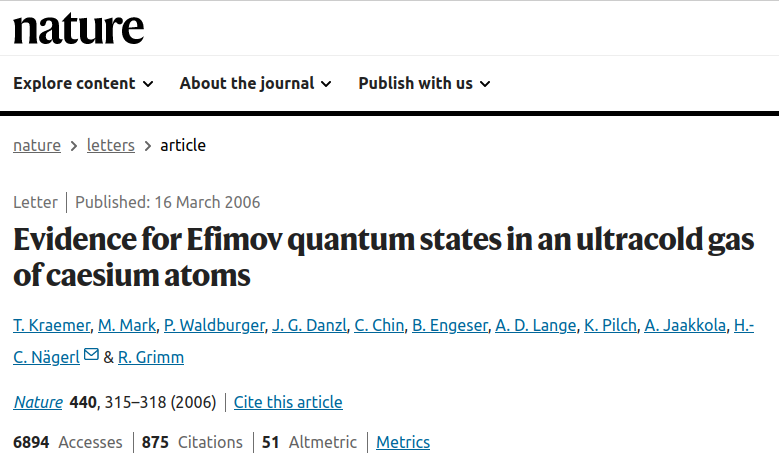 nature
Explore content About the journal Publish with us
nature > letters > article
Letter | Published: 16 March 2006
Evidence for Efimov quantum states in an ultracold gas
of caesium atoms
T. Kraemer, M. Mark, P. Waldburger, J. G. Danzl, C. Chin, B. Engeser, A. D. Lange, K. Pilch, A. Jaakkola, H.-
C. Nägerl & R. Grimm
Nature 440, 315–318 (2006) | Cite this article
6894 Accesses | 875 Citations | 51 Altmetric | Metrics